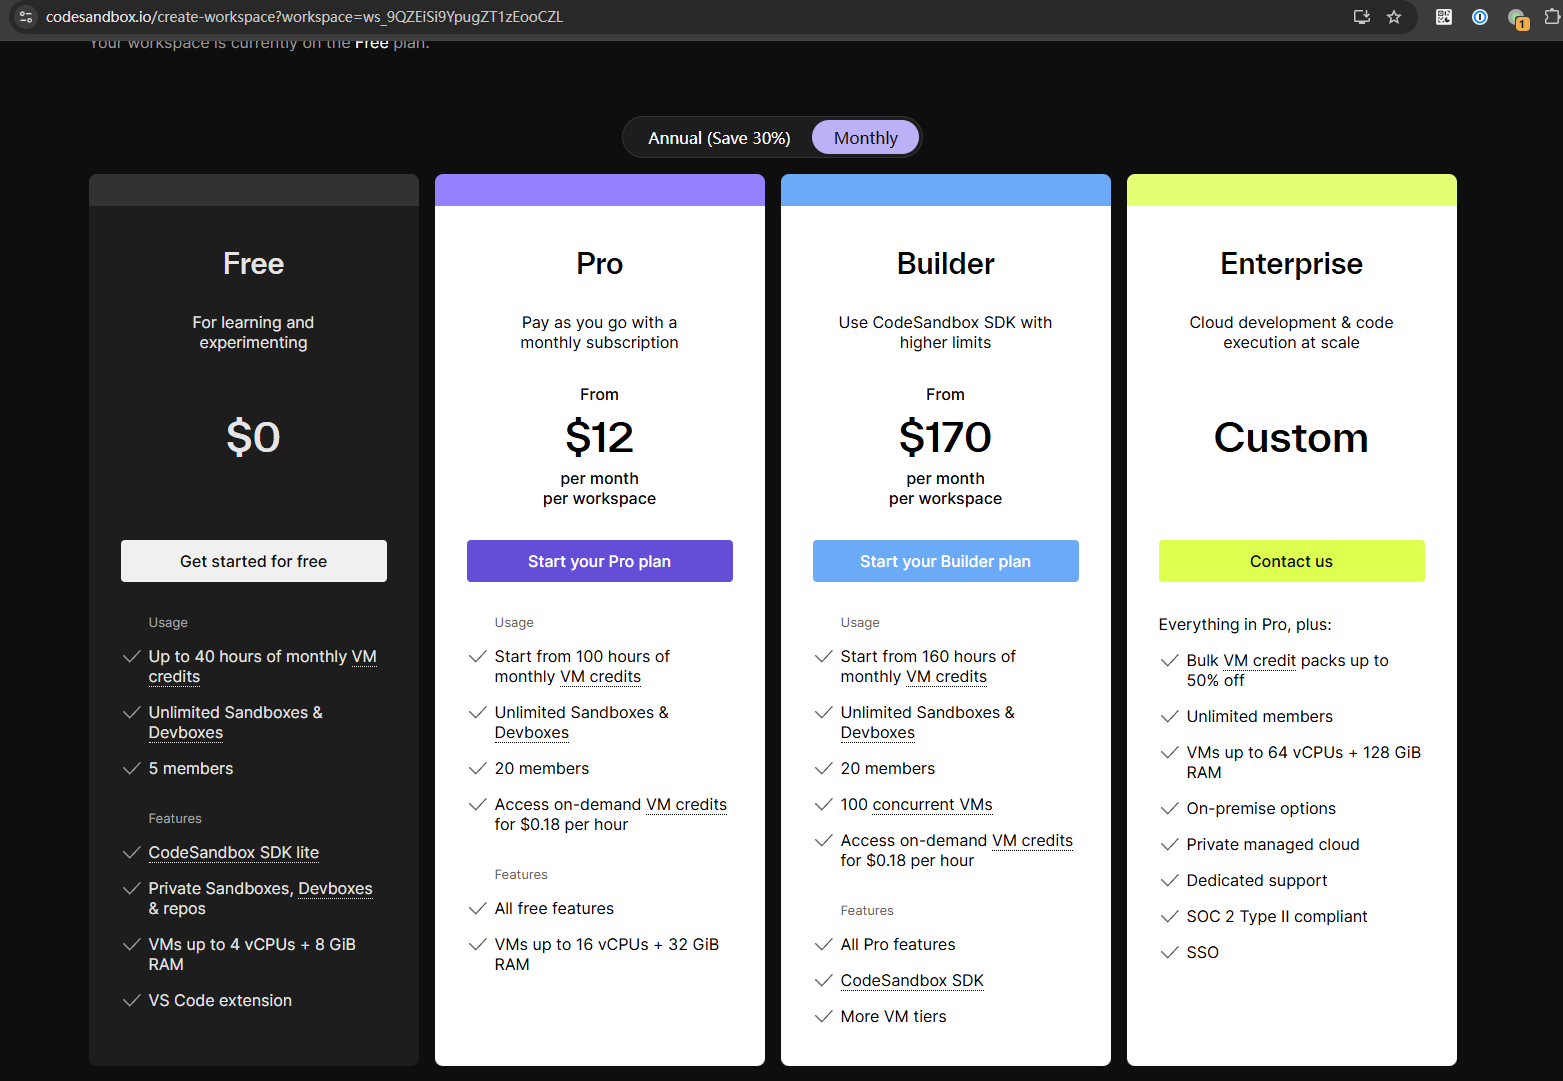 codesandbox.io/create-workspace?workspace=ws_9QZEiSi9YpugZT1zEooCZL
1
Your workspace is currently on the Free plan.
Annual (Save 30%)
Monthly
Free
For learning and
experimenting
$0
Get started for free
Usage
Up to 40 hours of monthly VM
credits
Unlimited Sandboxes &
Devboxes
5 members
Features
CodeSandbox SDK lite
Private Sandboxes, Devboxes
& repos
VMs up to 4 vCPUs + 8 GiB
RAM
VS Code extension
Pro
Pay as you go with a
monthly subscription
From
$12
per month
per workspace
Start your Pro plan
Usage
Start from 100 hours of
monthly VM credits
Unlimited Sandboxes &
Devboxes
20 members
Access on-demand VM credits
for $0.18 per hour
Features
All free features
VMs up to 16 vCPUs + 32 GiB
RAM
Builder
Use CodeSandbox SDK with
higher limits
From
$170
per month
per workspace
Start your Builder plan
Usage
Start from 160 hours of
monthly VM credits
Unlimited Sandboxes &
Devboxes
20 members
100 concurrent VMs
Access on-demand VM credits
for $0.18 per hour
Features
All Pro features
CodeSandbox SDK
More VM tiers
Enterprise
Cloud development & code
execution at scale
Custom
Contact us
Everything in Pro, plus:
Bulk VM credit packs up to
50% off
Unlimited members
VMs up to 64 vCPUs + 128 GiB
RAM
On-premise options
Private managed cloud
Dedicated support
SOC 2 Type II compliant
SSO